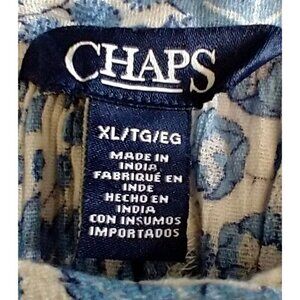 CHAPS
XL/TG/EG
MADE IN
INDIA
FABRIQUÉ EN
INDE
HECHO EN
INDIA
CON INSUMOS
IMPORTADOS